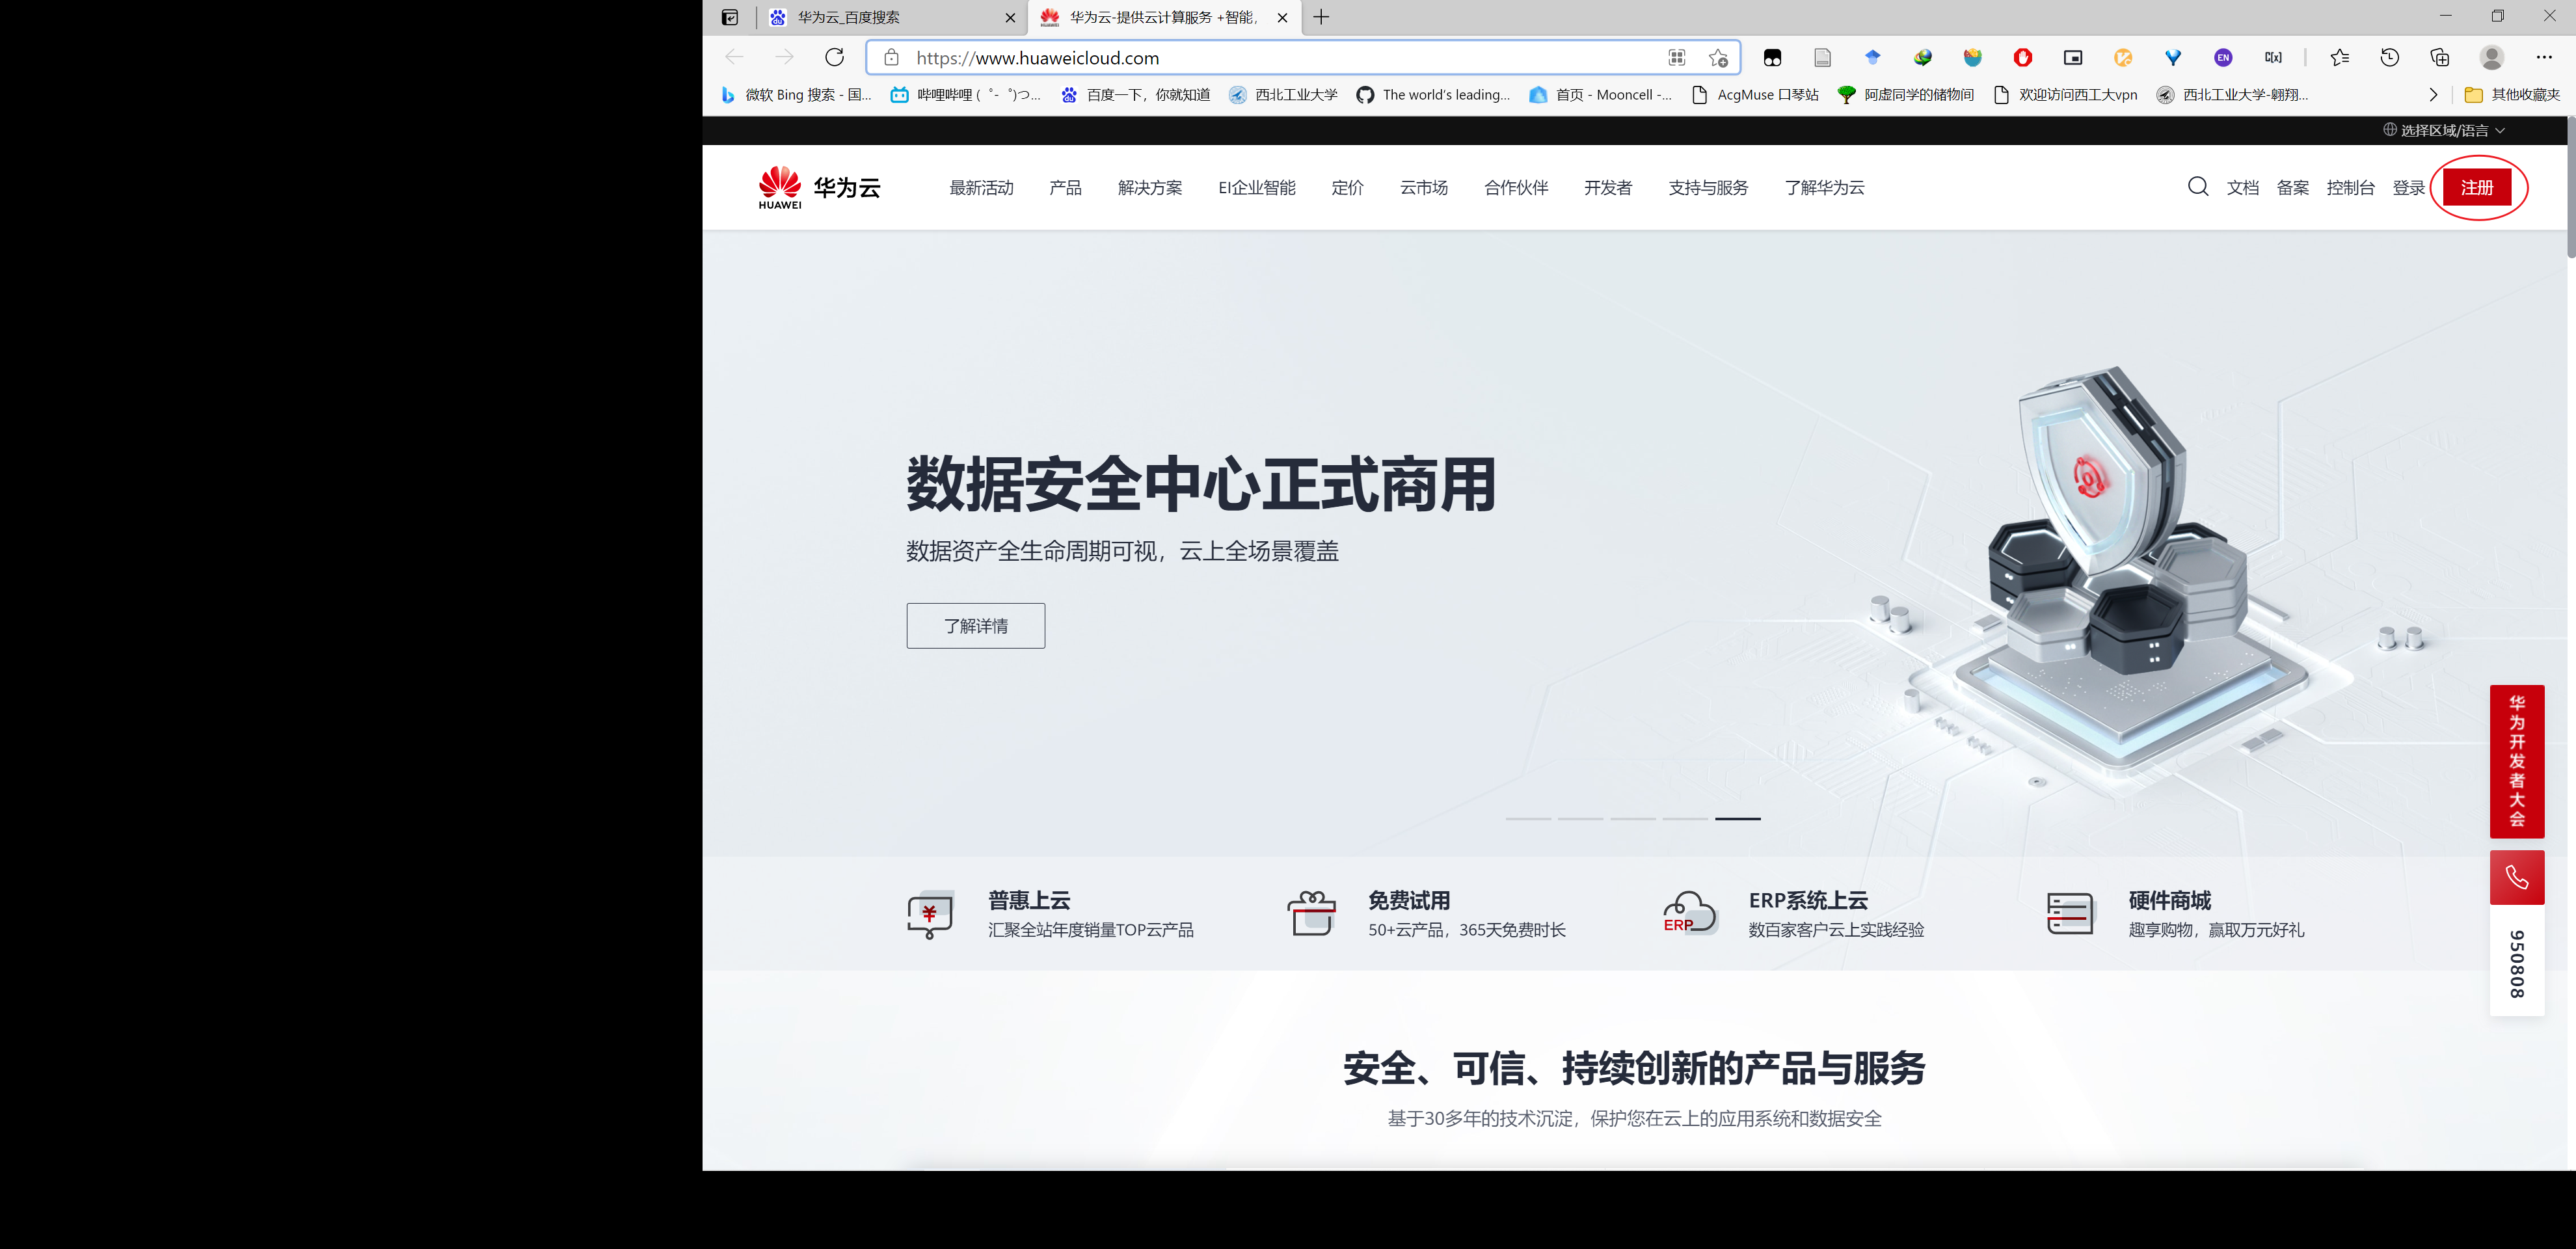 华为云_百度搜索
华为云-提供云计算服务 +智能,
https://www.huaweicloud.com
EN
C[x]
微软 Bing 搜索 - 国...
哔哩哔哩 ( ゜- ゜)つ...
百度一下，你就知道
西北工业大学
The world's leading...
首页 - Mooncell -...
AcgMuse 口琴站
阿虚同学的储物间
欢迎访问西工大vpn
西北工业大学-翱翔...
其他收藏夹
选择区域/语言
HUAWEI
华为云
最新活动
产品
解决方案
EI企业智能
定价
云市场
合作伙伴
开发者
支持与服务
了解华为云
文档
备案
控制台
登录
注册
数据安全中心正式商用
数据资产全生命周期可视，云上全场景覆盖
了解详情
华为开发者大会
950808
普惠上云
汇聚全站年度销量TOP云产品
免费试用
50+云产品，365天免费时长
ERP
ERP系统上云
数百家客户云上实践经验
硬件商城
趣享购物，赢取万元好礼
安全、可信、持续创新的产品与服务
基于30多年的技术沉淀，保护您在云上的应用系统和数据安全